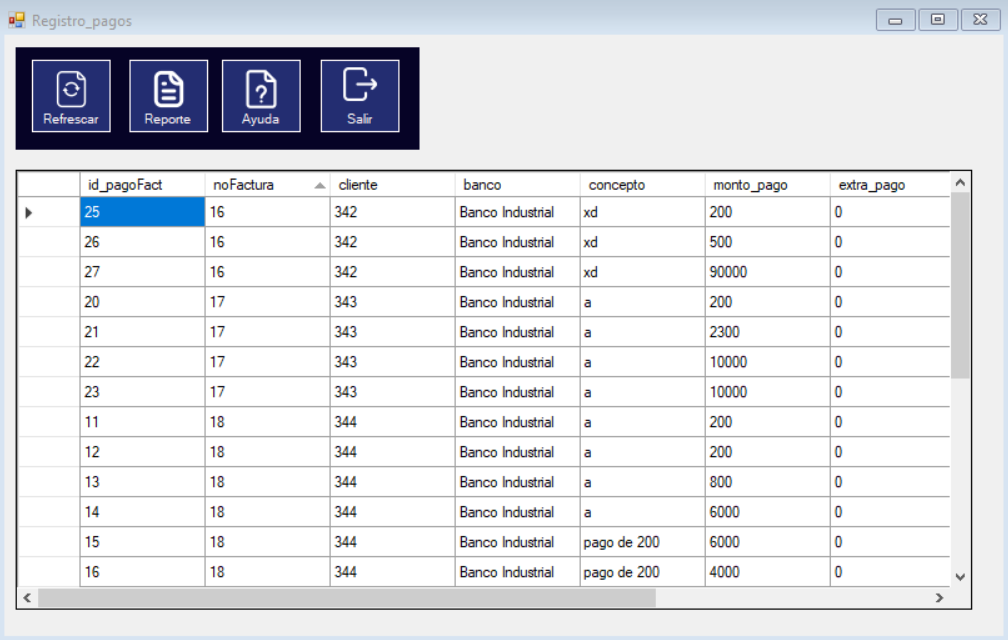 Registro_pagos
Refrescar Reporte Ayuda Salir
id_pagoFact noFactura cliente banco concepto monto_pago extra_pago
25 16 342 Banco Industrial xd 200 0
26 16 342 Banco Industrial xd 500 0
27 16 342 Banco Industrial xd 90000 0
20 17 343 Banco Industrial a 200 0
21 17 343 Banco Industrial a 2300 0
22 17 343 Banco Industrial a 10000 0
23 17 343 Banco Industrial a 10000 0
11 18 344 Banco Industrial a 200 0
12 18 344 Banco Industrial a 200 0
13 18 344 Banco Industrial a 800 0
14 18 344 Banco Industrial a 6000 0
15 18 344 Banco Industrial pago de 200 6000 0
16 18 344 Banco Industrial pago de 200 4000 0